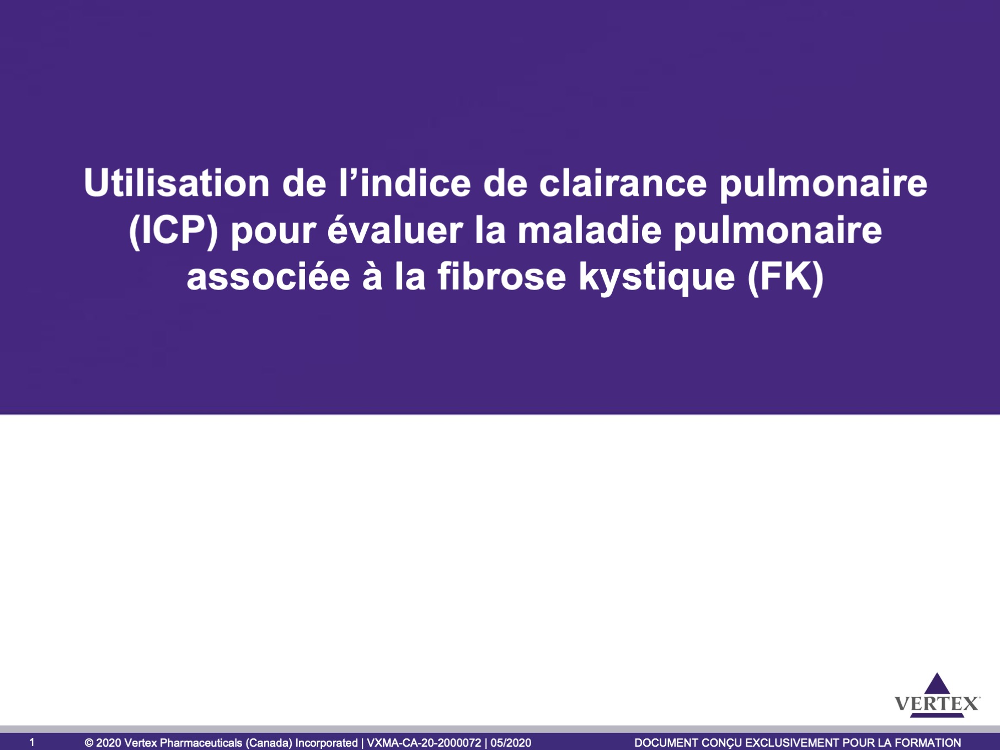 Utilisation de l’indice de clairance pulmonaire
(ICP) pour évaluer la maladie pulmonaire
associée à la fibrose kystique (FK)
VERTEX
1 © 2020 Vertex Pharmaceuticals (Canada) Incorporated | VXMA-CA-20-2000072 | 05/2020 DOCUMENT CONÇU EXCLUSIVEMENT POUR LA FORMATION